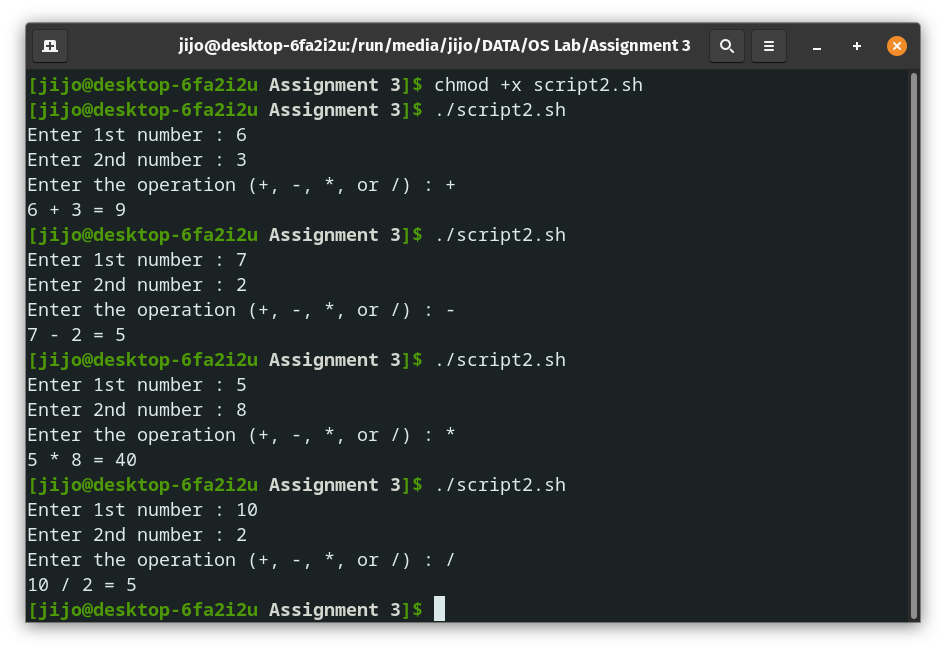 jijo@desktop-6fa2i2u:/run/media/jijo/DATA/OS Lab/Assignment 3
[jijo@desktop-6fa2i2u Assignment 3]$ chmod +x script2.sh
[jijo@desktop-6fa2i2u Assignment 3]$ ./script2.sh
Enter 1st number : 6
Enter 2nd number : 3
Enter the operation (+, -, *, or /) : +
6 + 3 = 9
[jijo@desktop-6fa2i2u Assignment 3]$ ./script2.sh
Enter 1st number : 7
Enter 2nd number : 2
Enter the operation (+, -, *, or /) : -
7 - 2 = 5
[jijo@desktop-6fa2i2u Assignment 3]$ ./script2.sh
Enter 1st number : 5
Enter 2nd number : 8
Enter the operation (+, -, *, or /) : *
5 * 8 = 40
[jijo@desktop-6fa2i2u Assignment 3]$ ./script2.sh
Enter 1st number : 10
Enter 2nd number : 2
Enter the operation (+, -, *, or /) : /
10 / 2 = 5
[jijo@desktop-6fa2i2u Assignment 3]$